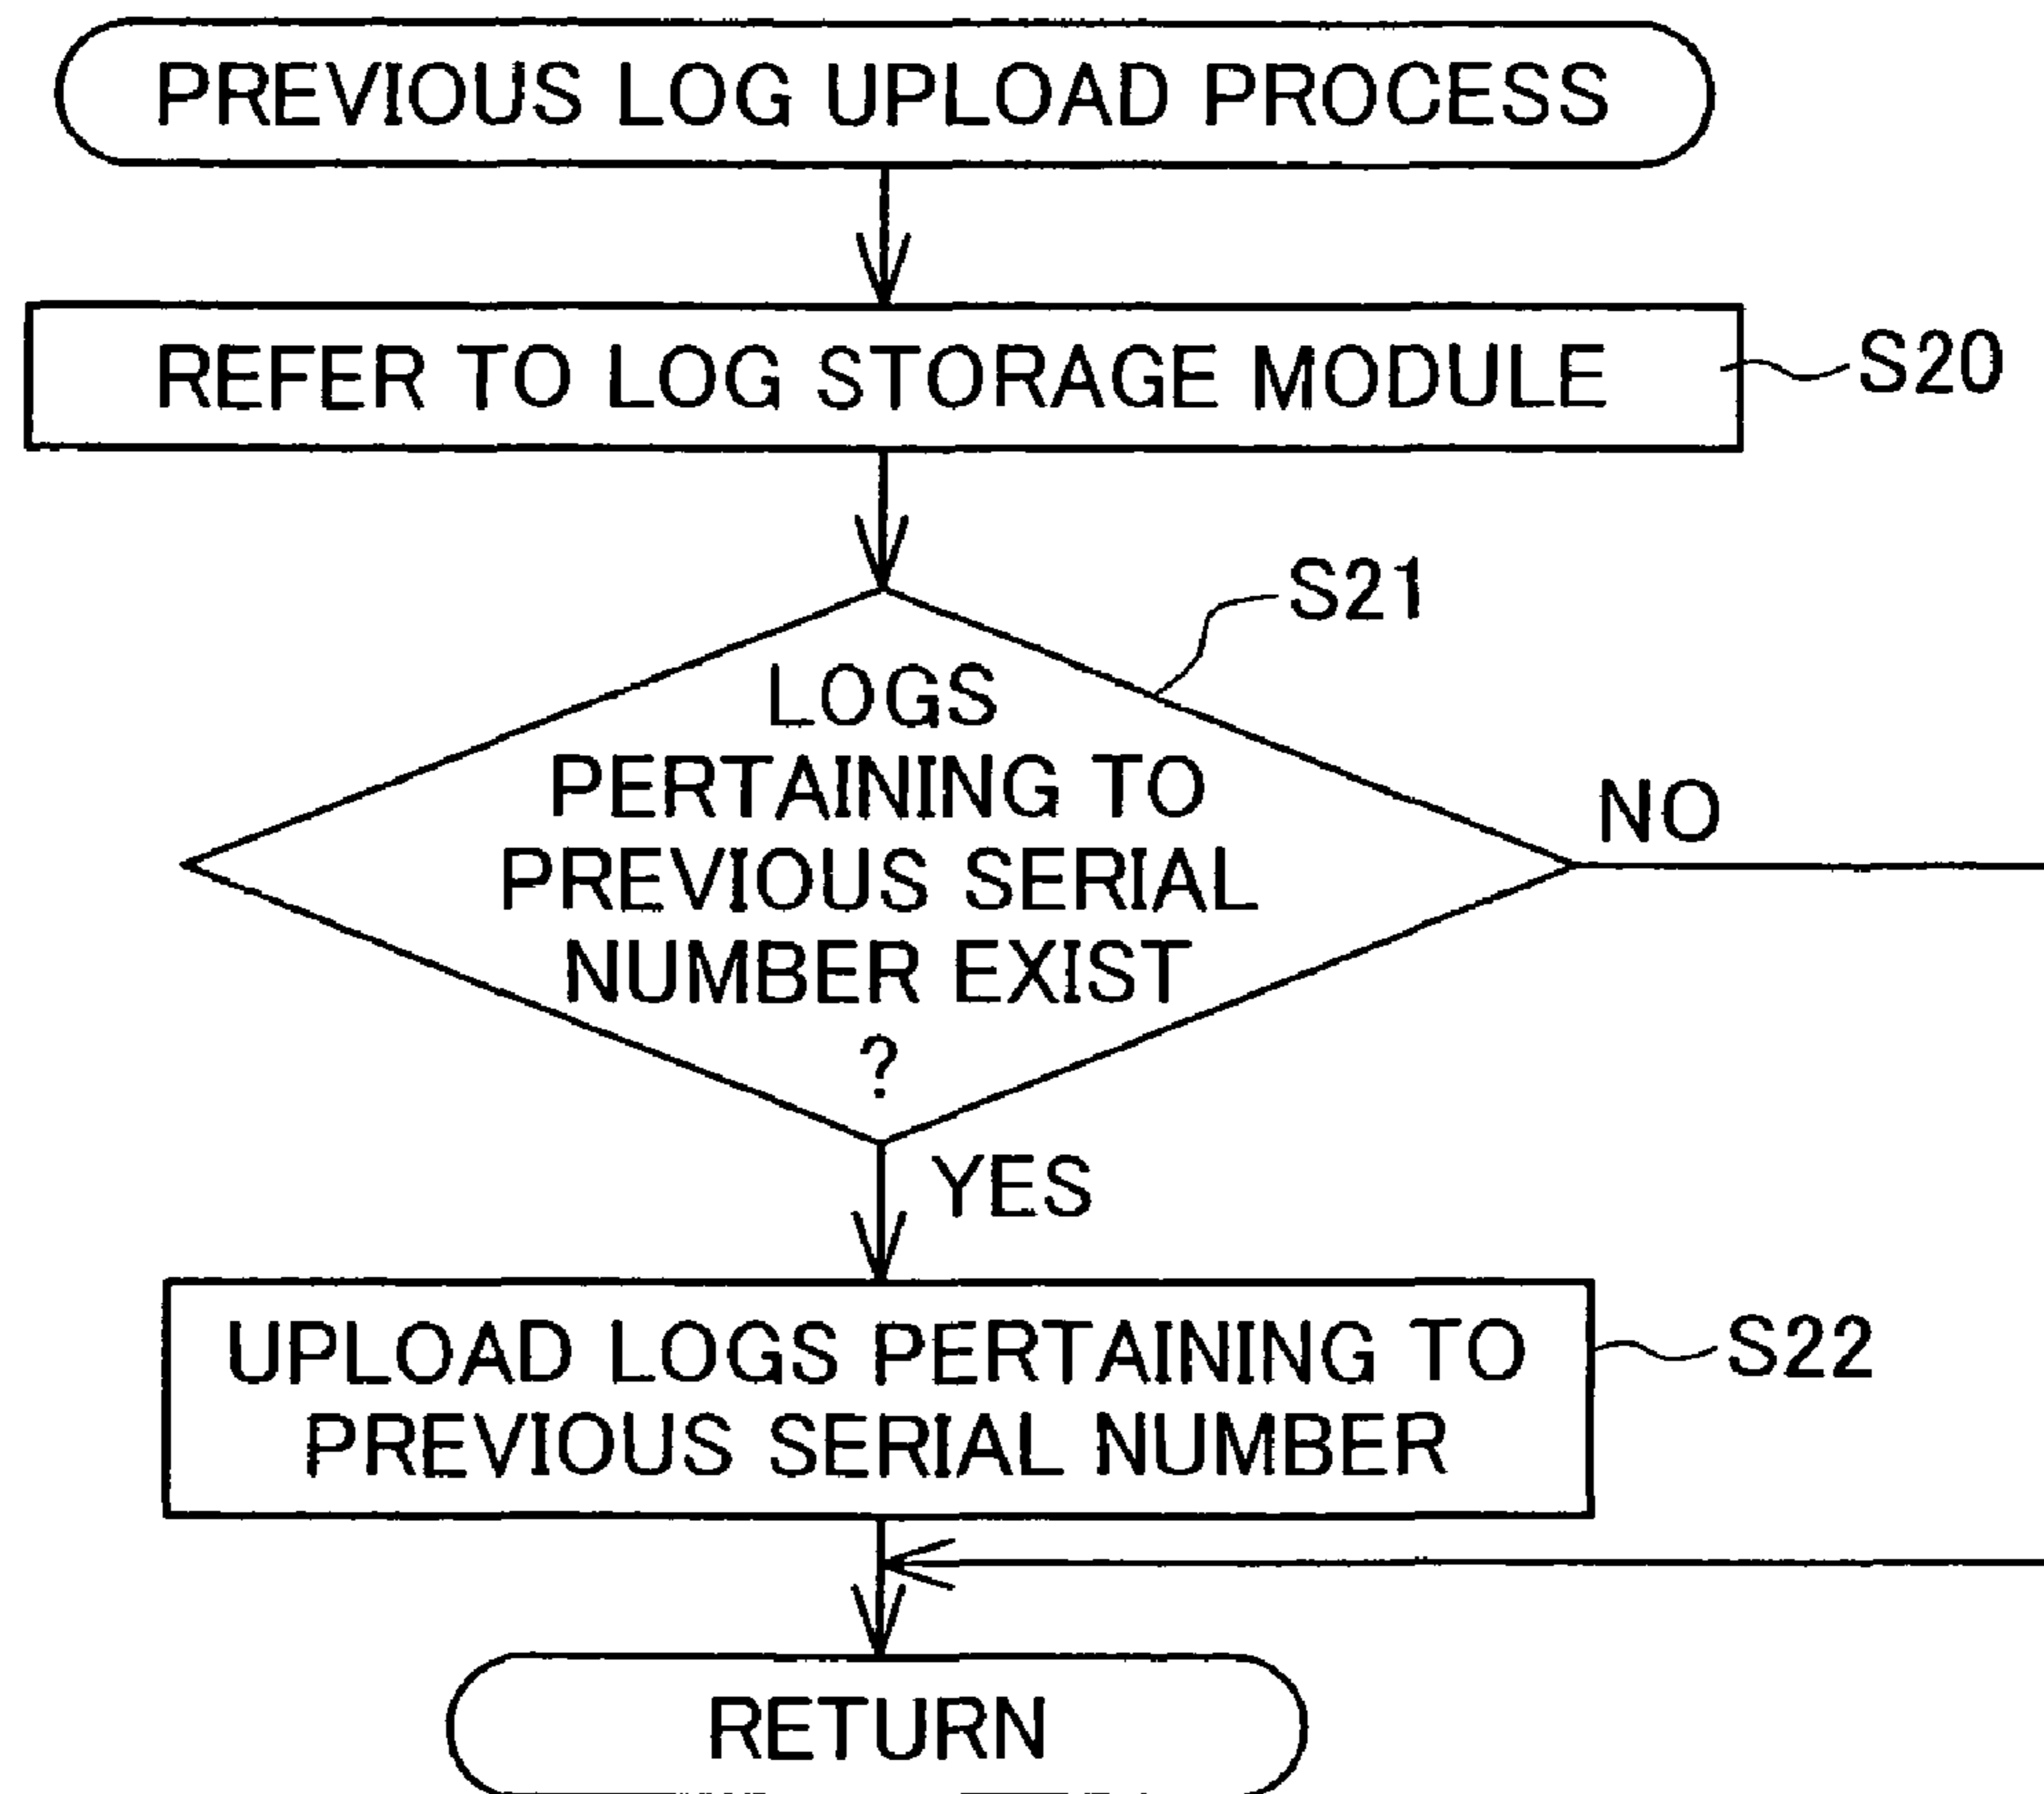 PREVIOUS LOG UPLOAD PROCESS
REFER TO LOG STORAGE MODULE
S20
S21
LOGS
PERTAINING TO
PREVIOUS SERIAL
NUMBER EXIST
?
NO
YES
UPLOAD LOGS PERTAINING TO
PREVIOUS SERIAL NUMBER
S22
RETURN